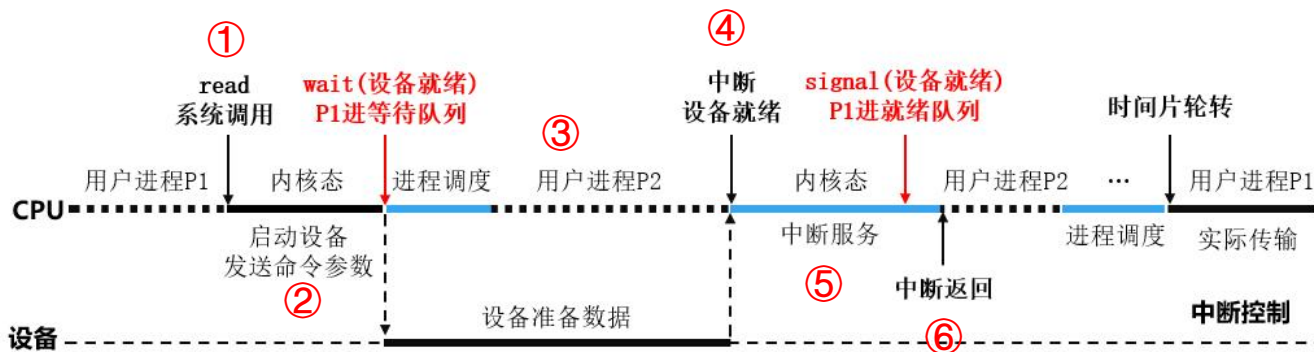 ①
④
read
系统调用
wait(设备就绪)
P1进等待队列
中断
设备就绪
signal(设备就绪)
P1进就绪队列
时间片轮转
③
用户进程P1
内核态
进程调度
用户进程P2
内核态
用户进程P2
…
用户进程P1
CPU
启动设备
发送命令参数
中断服务
进程调度
实际传输
②
⑤
中断返回
设备准备数据
中断控制
设备
⑥